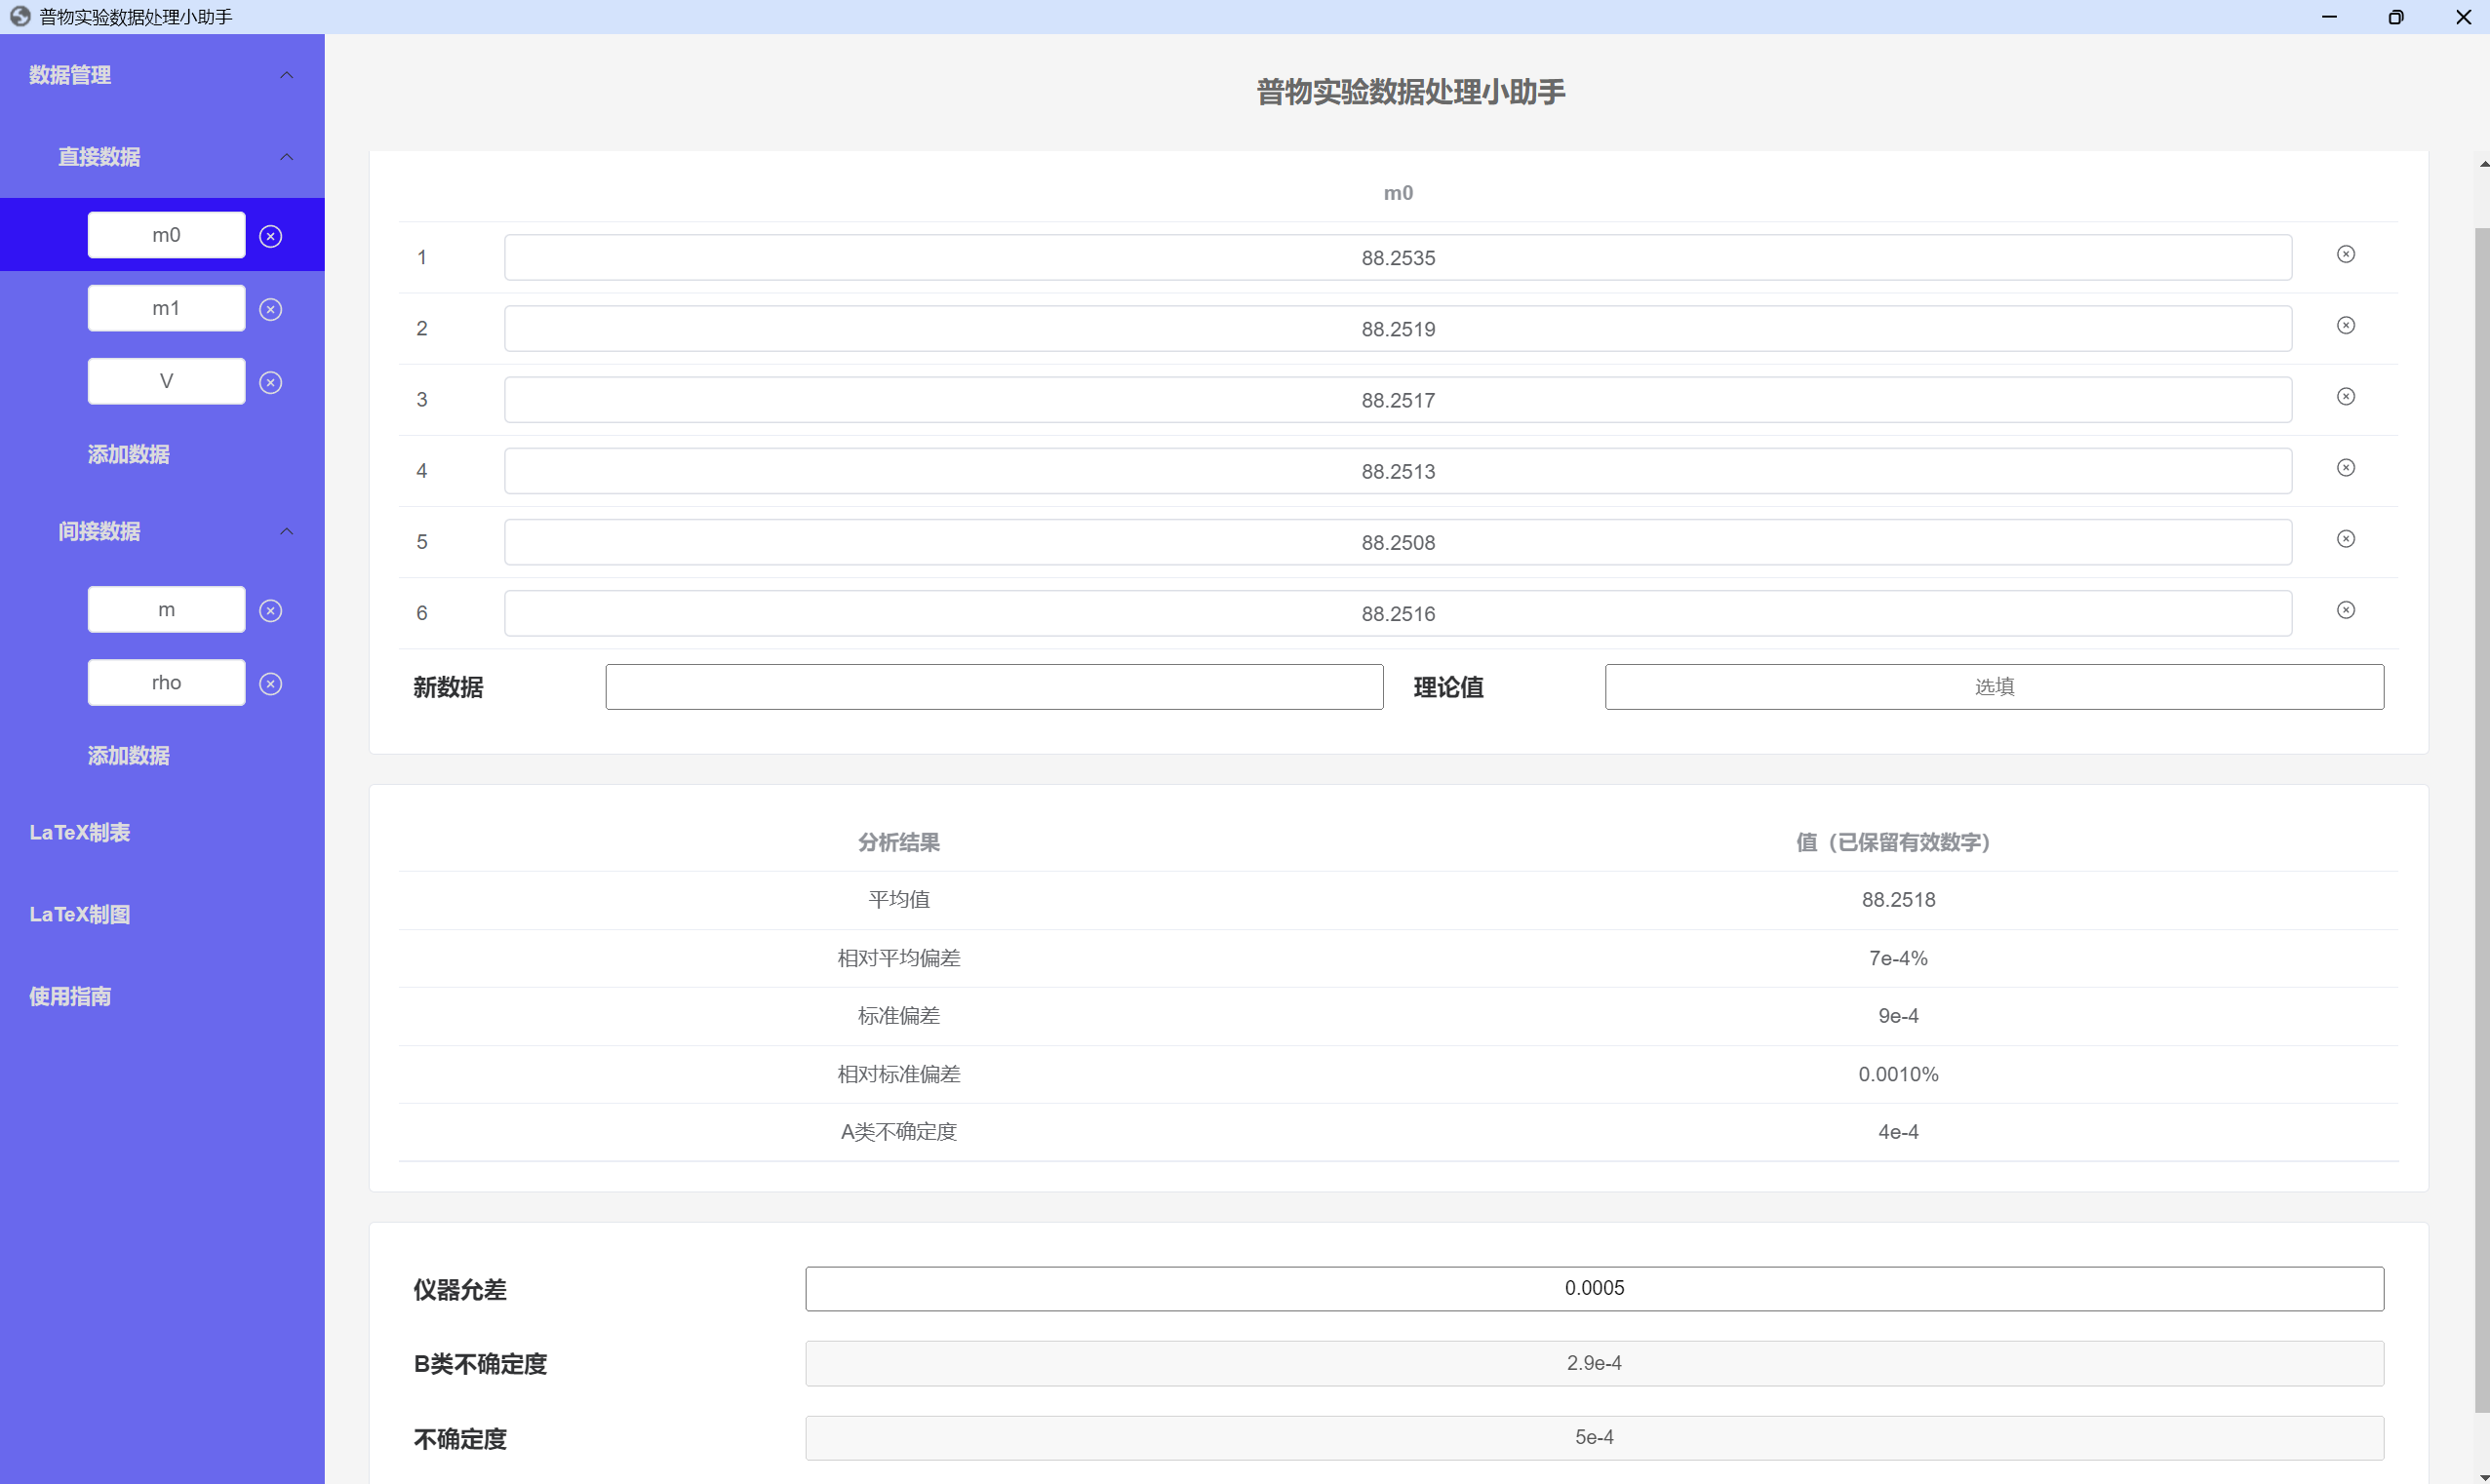 普物实验数据处理小助手
数据管理
直接数据
m0
m1
V
添加数据
间接数据
m
rho
添加数据
LaTeX制表
LaTeX制图
使用指南
普物实验数据处理小助手
m0
1 88.2535
2 88.2519
3 88.2517
4 88.2513
5 88.2508
6 88.2516
新数据 理论值 选填
分析结果 值（已保留有效数字）
平均值 88.2518
相对平均偏差 7e-4%
标准偏差 9e-4
相对标准偏差 0.0010%
A类不确定度 4e-4
仪器允差 0.0005
B类不确定度 2.9e-4
不确定度 5e-4